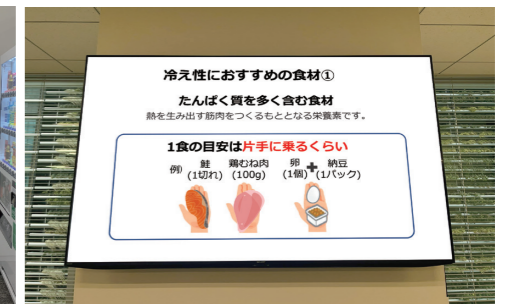 冷え性におすすめの食材①
たんぱく質を多く含む食材
熱を生み出す筋肉をつくるもととなる栄養素です。
1食の目安は片手に乗るくらい
例) 鮭 鶏むね肉 卵 + 納豆
(1切れ) (100g) (1個) (1パック)